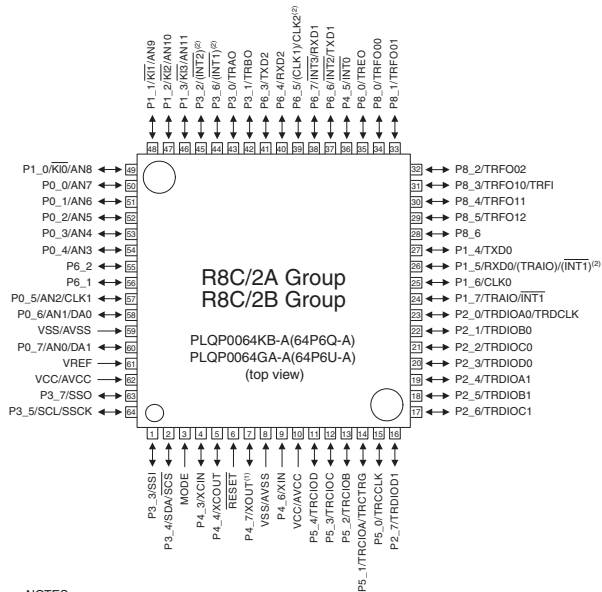 P1_1/KI1/AN9
P1_2/KI2/AN10
P1_3/KI3/AN11
P3_2/(INT2)(2)
P3_6/(INT1)(2)
P3_0/TRAO
P3_1/TRBO
P6_3/TXD2
P6_4/RXD2
P6_5/(CLK1)/CLK2(2)
P6_7/INT3/RXD1
P6_6/INT2/TXD1
P4_5/INT0
P6_0/TREO
P8_0/TRFO00
P8_1/TRFO01
48 47 46 45 44 43 42 41 40 39 38 37 36 35 34 33
P1_0/KI0/AN8 49
P0_0/AN7 50
P0_1/AN6 51
P0_2/AN5 52
P0_3/AN4 53
P0_4/AN3 54
P6_2 55
P6_1 56
P0_5/AN2/CLK1 57
P0_6/AN1/DA0 58
VSS/AVSS 59
P0_7/AN0/DA1 60
VREF 61
VCC/AVCC 62
P3_7/SSO 63
P3_5/SCL/SSCK 64
R8C/2A Group
R8C/2B Group
PLQP0064KB-A(64P6Q-A)
PLQP0064GA-A(64P6U-A)
(top view)
32 P8_2/TRFO02
31 P8_3/TRFO10/TRFI
30 P8_4/TRFO11
29 P8_5/TRFO12
28 P8_6
27 P1_4/TXD0
26 P1_5/RXD0/(TRAIO)/(INT1)(2)
25 P1_6/CLK0
24 P1_7/TRAIO/INT1
23 P2_0/TRDIOA0/TRDCLK
22 P2_1/TRDIOB0
21 P2_2/TRDIOC0
20 P2_3/TRDIOD0
19 P2_4/TRDIOA1
18 P2_5/TRDIOB1
17 P2_6/TRDIOC1
1 2 3 4 5 6 7 8 9 10 11 12 13 14 15 16
P3_3/SSI
P3_4/SDA/SCS
MODE
P4_3/XCIN
P4_4/XCOUT
RESET
P4_7/XOUT(1)
VSS/AVSS
P4_6/XIN
VCC/AVCC
P5_4/TRCIOD
P5_3/TRCIOC
P5_2/TRCIOB
P5_1/TRCIOA/TRCTRG
P5_0/TRCCLK
P2_7/TRDIOD1